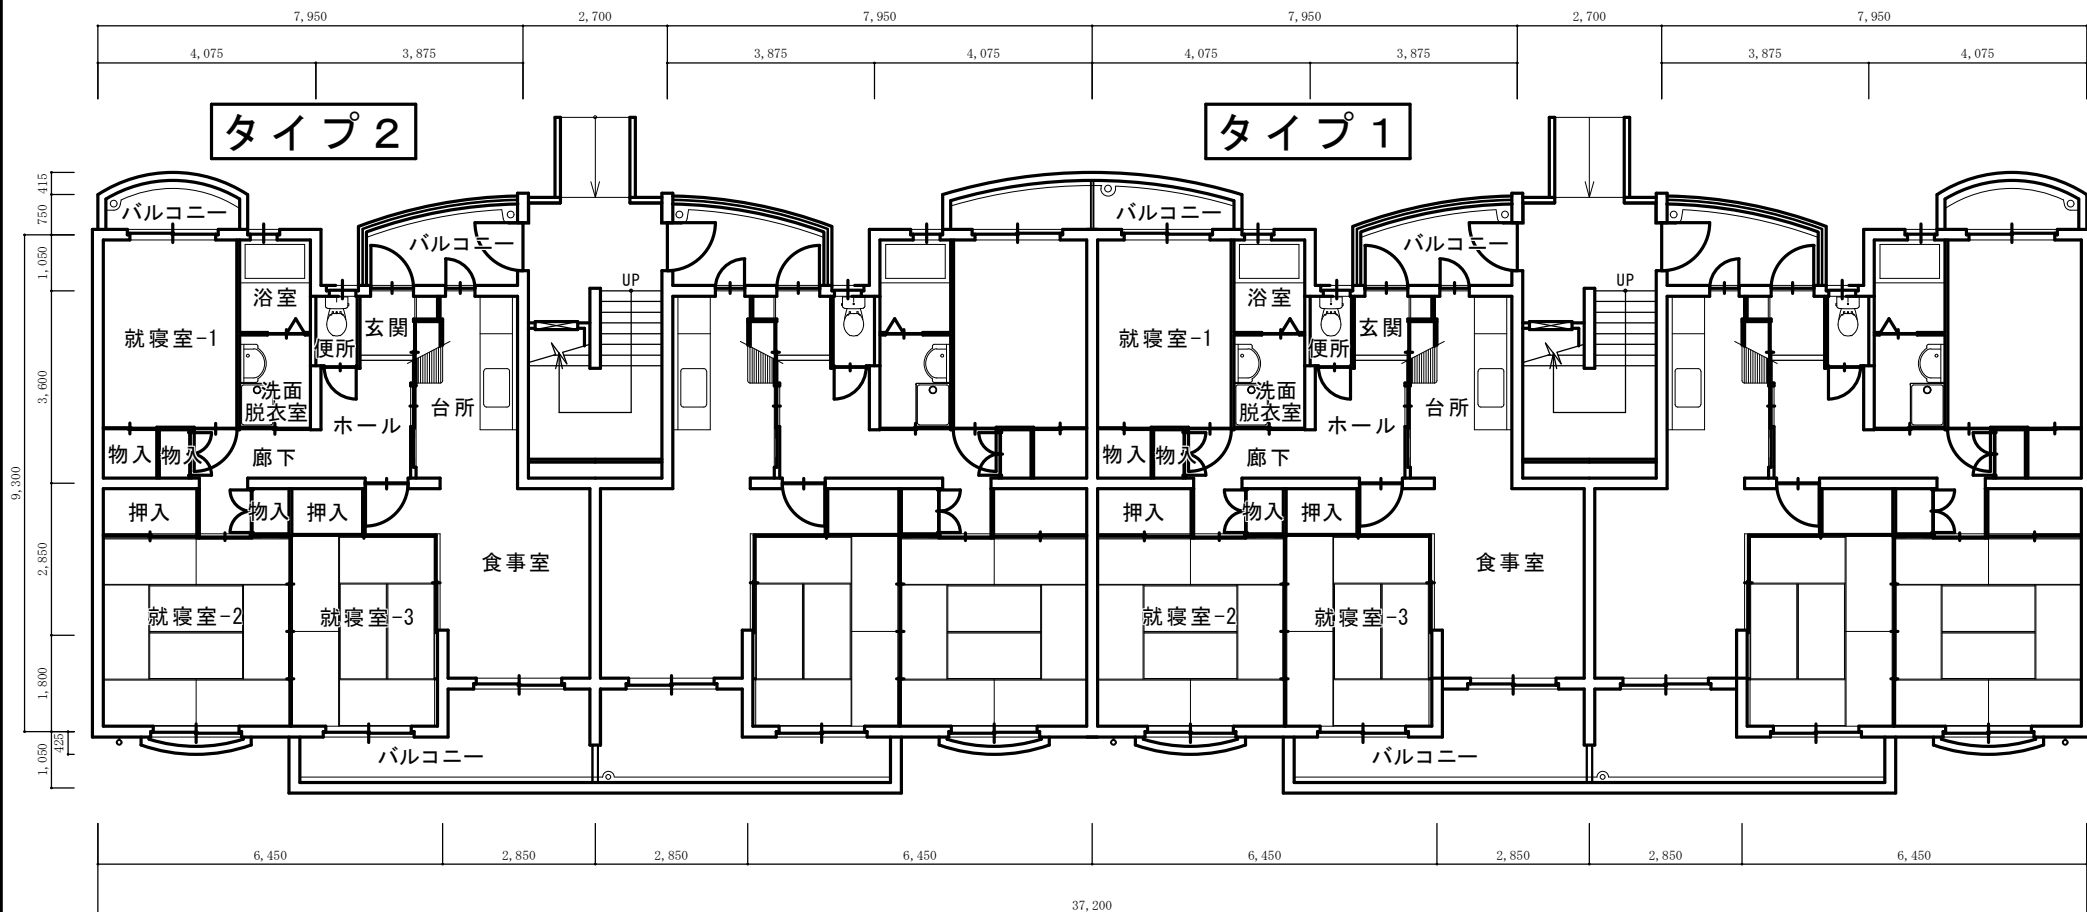 7,950 2,700 7,950 7,950 2,700 7,950
4,075 3,875 3,875 4,075 4,075 3,875 3,875 4,075
タイプ２ タイプ１
415
750
1,050
3,600
9,300
2,850
1,800
425
1,050
バルコニー バルコニー バルコニー バルコニー
UP UP
浴室 浴室
就寝室-1 便所 玄関 就寝室-1 便所 玄関
洗面 洗面
脱衣室 台所 脱衣室 台所
ホール ホール
物入 物入 廊下 物入 物入 廊下
押入 物入 押入 押入 物入 押入
食事室 食事室
就寝室-2 就寝室-3 就寝室-2 就寝室-3
バルコニー バルコニー
6,450 2,850 2,850 6,450 6,450 2,850 2,850 6,450
37,200